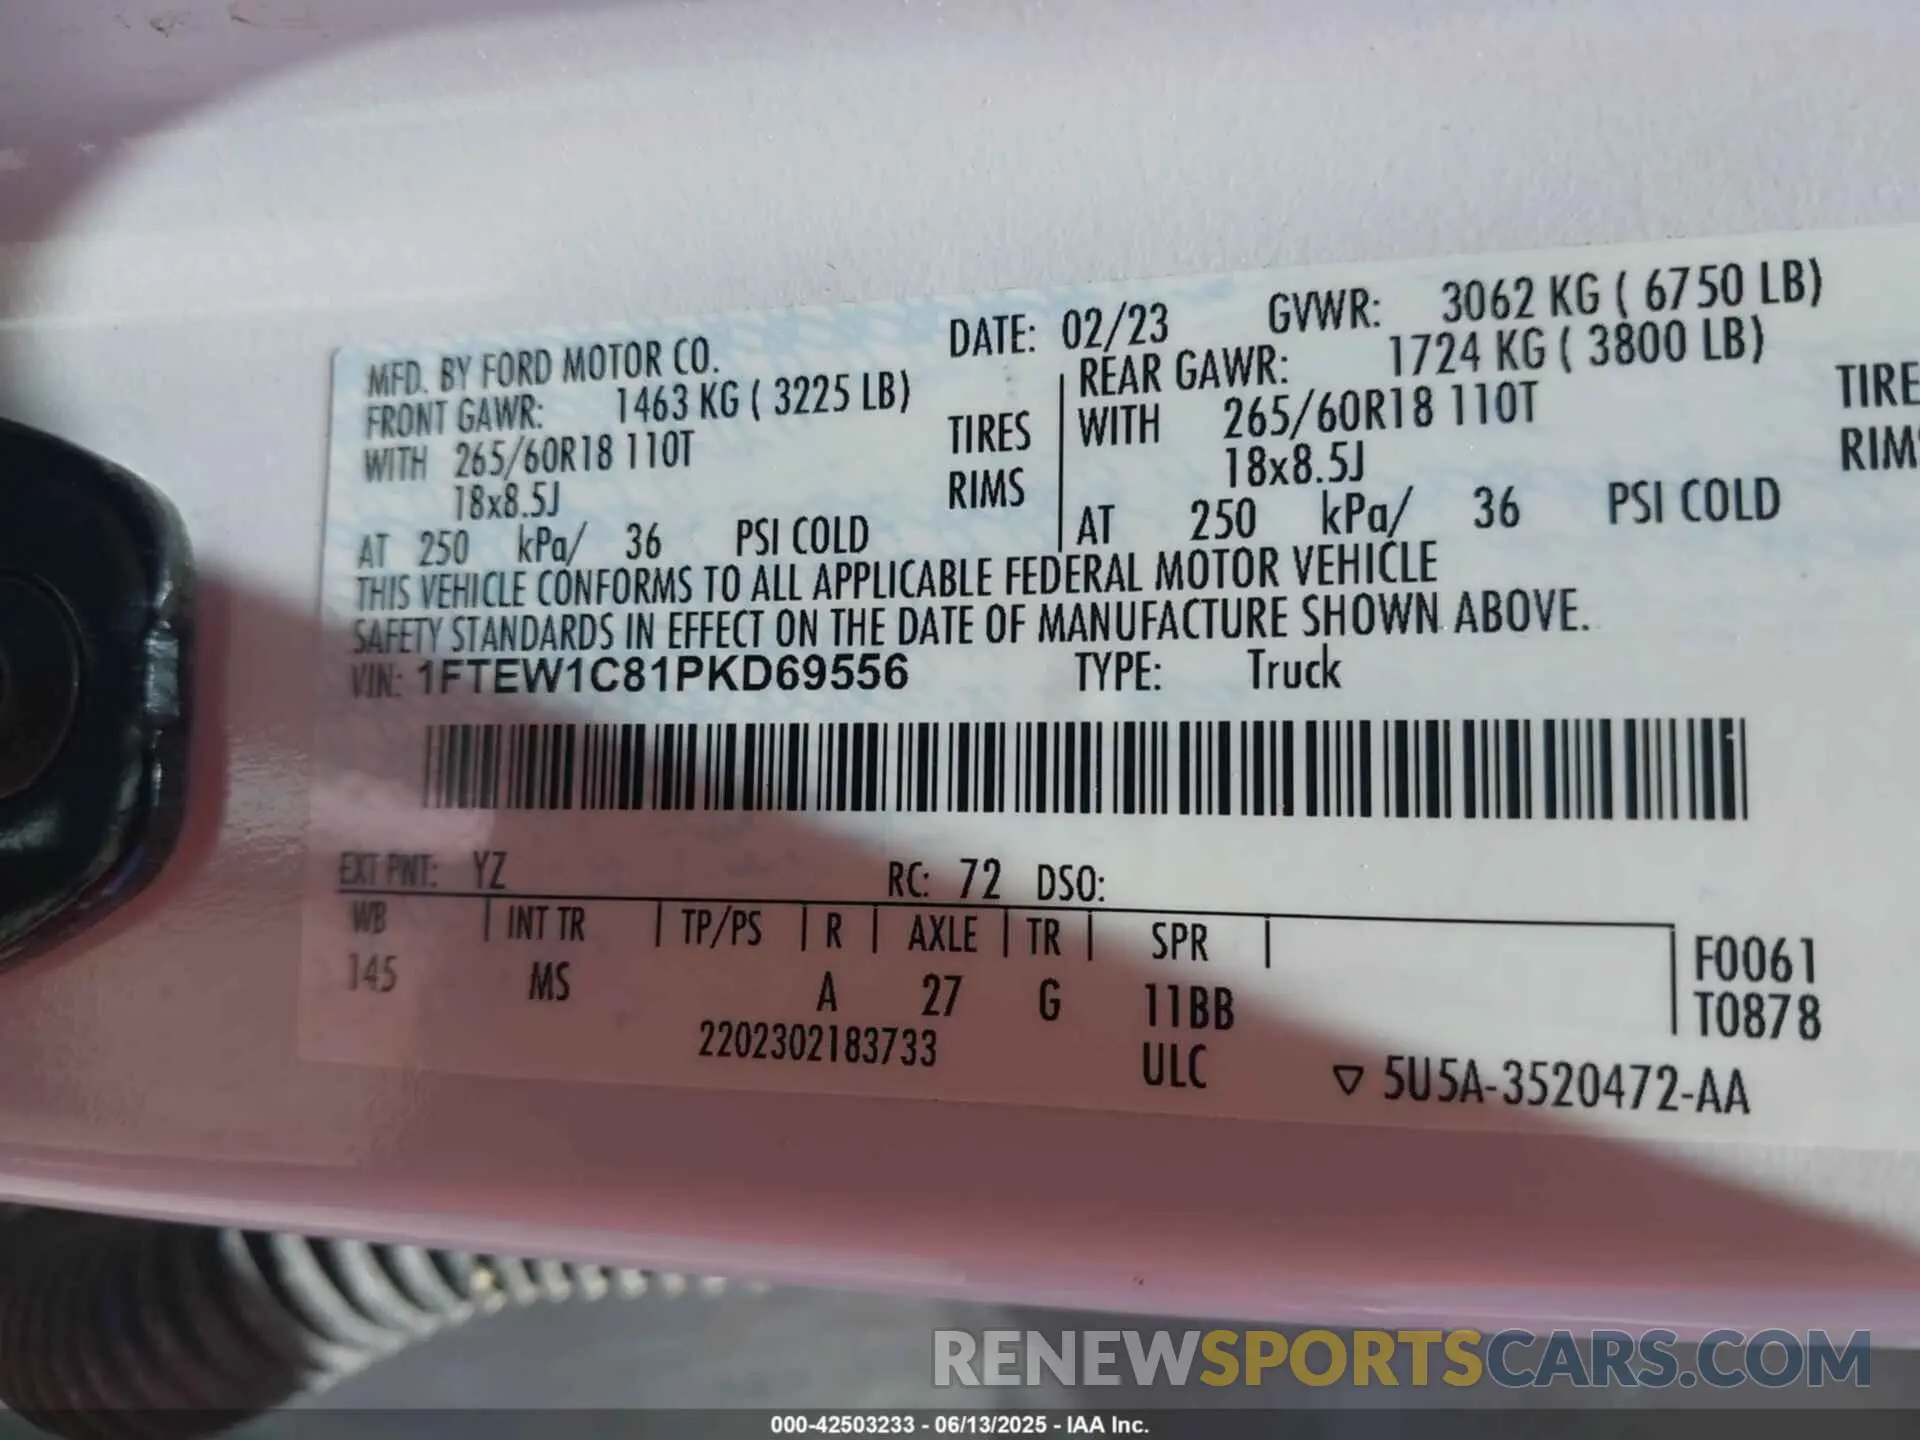 MFD. BY FORD MOTOR CO. DATE: 02/23 GVWR: 3062 KG ( 6750 LB)
FRONT GAWR: 1463 KG ( 3225 LB) REAR GAWR: 1724 KG ( 3800 LB)
WITH 265/60R18 110T TIRES WITH 265/60R18 110T TIRE
18x8.5J RIMS 18x8.5J RIMS
AT 250 kPa/ 36 PSI COLD AT 250 kPa/ 36 PSI COLD
THIS VEHICLE CONFORMS TO ALL APPLICABLE FEDERAL MOTOR VEHICLE
SAFETY STANDARDS IN EFFECT ON THE DATE OF MANUFACTURE SHOWN ABOVE.
VIN: 1FTEW1C81PKD69556 TYPE: Truck
EXT PNT: YZ RC: 72 DSO:
WB INT TR TP/PS R AXLE TR SPR F0061
145 MS A 27 G 11BB T0878
2202302183733 ULC ▽ 5U5A-3520472-AA
RENEWSPORTSCARS.COM
000-42503233 - 06/13/2025 - IAA Inc.